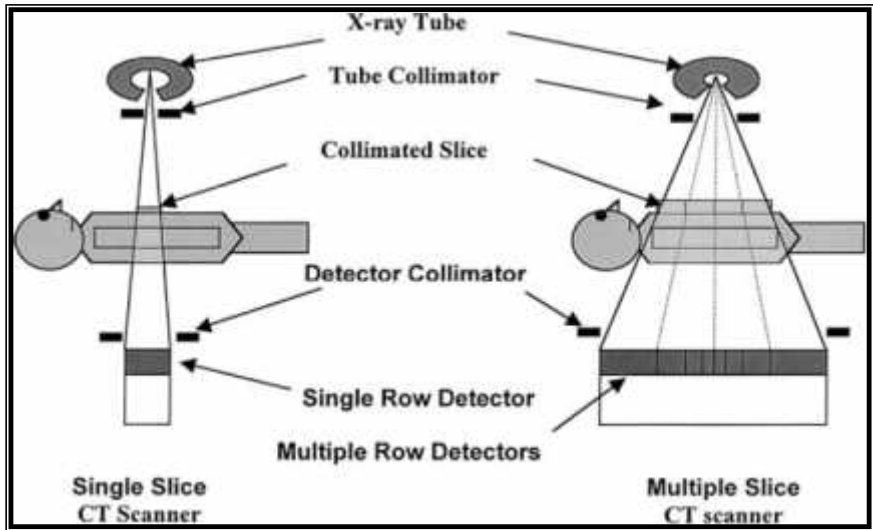 X-ray Tube
Tube Collimator
Collimated Slice
Detector Collimator
Single Row Detector
Multiple Row Detectors
Single Slice
CT Scanner
Multiple Slice
CT scanner